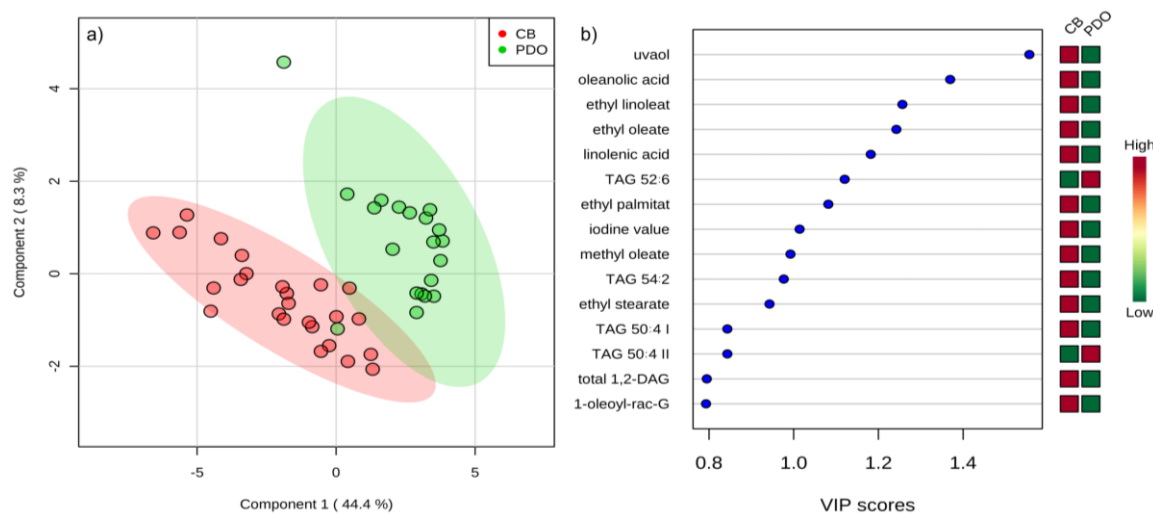 a)
CB
PDO
4
2
0
-2
-5
0
5
Component 2 ( 8.3 %)
Component 1 ( 44.4 %)
b)
CB
PDO
uvaol
oleanolic acid
ethyl linoleat
ethyl oleate
linolenic acid
TAG 52:6
ethyl palmitat
iodine value
methyl oleate
TAG 54:2
ethyl stearate
TAG 50:4 I
TAG 50:4 II
total 1,2-DAG
1-oleoyl-rac-G
0.8
1.0
1.2
1.4
VIP scores
High
Low